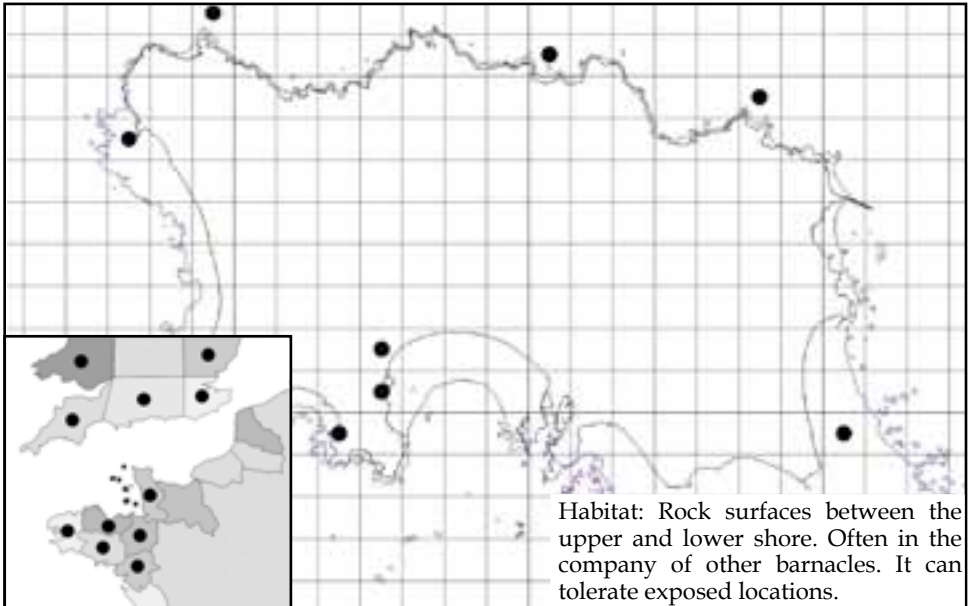 Habitat: Rock surfaces between the
upper and lower shore. Often in the
company of other barnacles. It can
tolerate exposed locations.